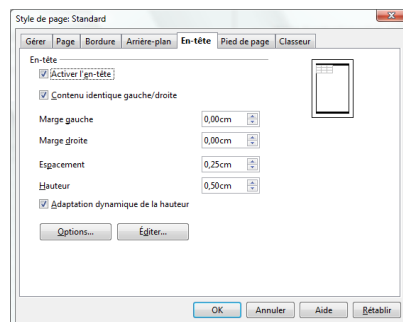 Style de page: Standard
Gérer Page Bordure Arrière-plan En-tête Pied de page Classeur
En-tête
Activer l'en-tête
Contenu identique gauche/droite
Marge gauche 0,00cm
Marge droite 0,00cm
Espacement 0,25cm
Hauteur 0,50cm
Adaptation dynamique de la hauteur
Options... Éditer...
OK Annuler Aide Rétablir